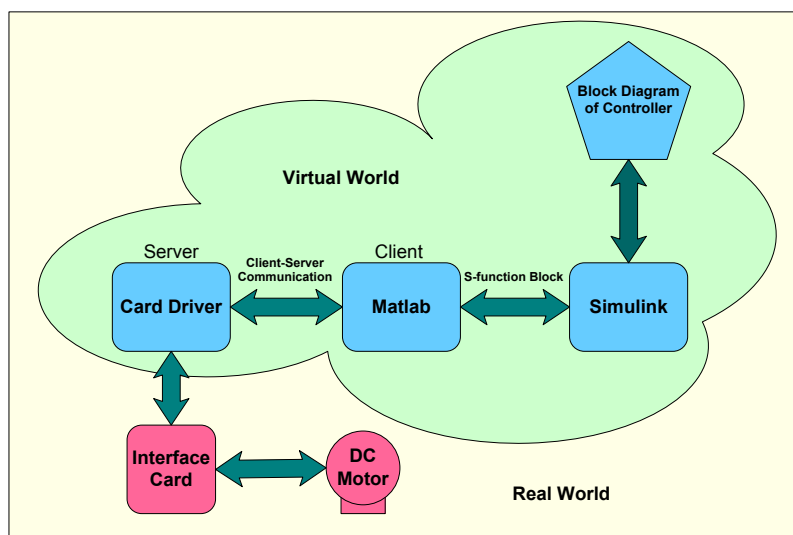 Block Diagram
of Controller
Virtual World
Server
Client-Server
Communication
Client
S-function Block
Card Driver
Matlab
Simulink
Interface
Card
DC
Motor
Real World